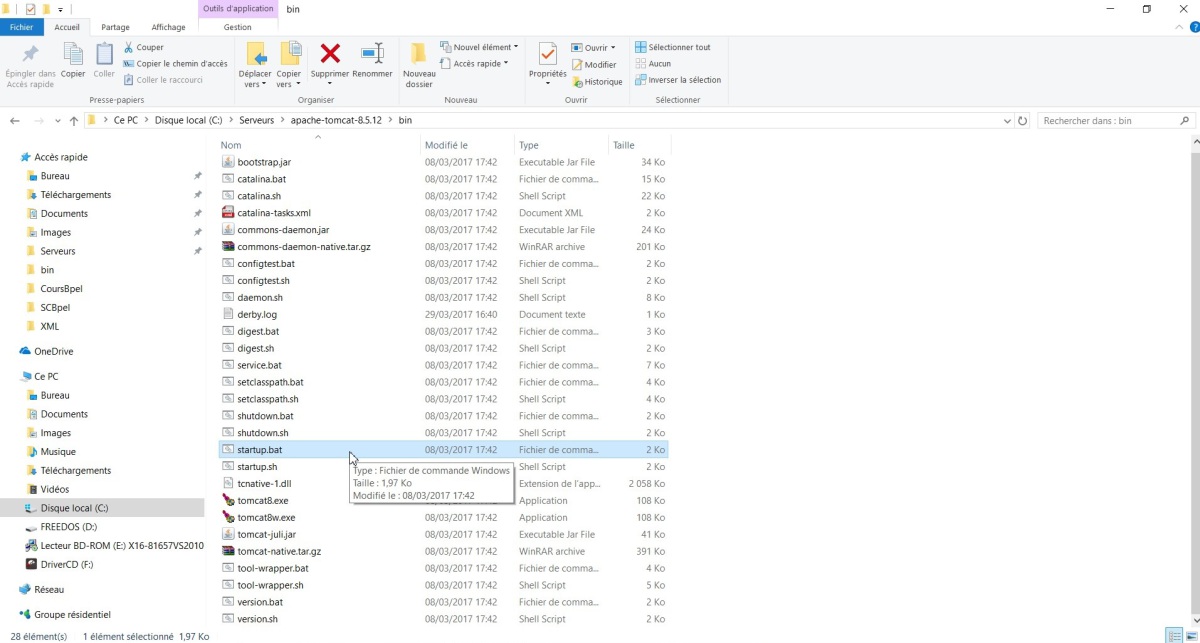 Outils d'application bin
Fichier Accueil Partage Affichage Gestion
Épingler dans Accès rapide
Copier
Coller
Couper
Copier le chemin d'accès
Coller le raccourci
Presse-papiers
Déplacer vers
Copier vers
Supprimer
Renommer
Organiser
Nouveau dossier
Nouvel élément
Accès rapide
Nouveau
Propriétés
Ouvrir
Modifier
Historique
Ouvrir
Sélectionner tout
Aucun
Inverser la sélection
Sélectionner
Ce PC > Disque local (C:) > Serveurs > apache-tomcat-8.5.12 > bin
Rechercher dans : bin
Accès rapide
Bureau
Téléchargements
Documents
Images
Serveurs
bin
CoursBpel
SCBpel
XML
OneDrive
Ce PC
Bureau
Documents
Images
Musique
Téléchargements
Vidéos
Disque local (C:)
FREEDOS (D:)
Lecteur BD-ROM (E:) X16-81657VS2010
DriverCD (F:)
Réseau
Groupe résidentiel
Nom Modifié le Type Taille
bootstrap.jar 08/03/2017 17:42 Executable Jar File 34 Ko
catalina.bat 08/03/2017 17:42 Fichier de comma... 15 Ko
catalina.sh 08/03/2017 17:42 Shell Script 22 Ko
catalina-tasks.xml 08/03/2017 17:42 Document XML 2 Ko
commons-daemon.jar 08/03/2017 17:42 Executable Jar File 24 Ko
commons-daemon-native.tar.gz 08/03/2017 17:42 WinRAR archive 201 Ko
configtest.bat 08/03/2017 17:42 Fichier de comma... 2 Ko
configtest.sh 08/03/2017 17:42 Shell Script 2 Ko
daemon.sh 08/03/2017 17:42 Shell Script 8 Ko
derby.log 29/03/2017 16:40 Document texte 1 Ko
digest.bat 08/03/2017 17:42 Fichier de comma... 3 Ko
digest.sh 08/03/2017 17:42 Shell Script 2 Ko
service.bat 08/03/2017 17:42 Fichier de comma... 7 Ko
setclasspath.bat 08/03/2017 17:42 Fichier de comma... 4 Ko
setclasspath.sh 08/03/2017 17:42 Shell Script 4 Ko
shutdown.bat 08/03/2017 17:42 Fichier de comma... 2 Ko
shutdown.sh 08/03/2017 17:42 Shell Script 2 Ko
startup.bat 08/03/2017 17:42 Fichier de comma... 2 Ko
startup.sh Shell Script 2 Ko
Type : Fichier de commande Windows
Taille : 1,97 Ko
Modifié le : 08/03/2017 17:42
tcnative-1.dll Extension de l'app... 2 058 Ko
tomcat8.exe Application 108 Ko
tomcat8w.exe 08/03/2017 17:42 Application 108 Ko
tomcat-juli.jar 08/03/2017 17:42 Executable Jar File 41 Ko
tomcat-native.tar.gz 08/03/2017 17:42 WinRAR archive 391 Ko
tool-wrapper.bat 08/03/2017 17:42 Fichier de comma... 4 Ko
tool-wrapper.sh 08/03/2017 17:42 Shell Script 5 Ko
version.bat 08/03/2017 17:42 Fichier de comma... 2 Ko
version.sh 08/03/2017 17:42 Shell Script 2 Ko
28 élément(s) 1 élément sélectionné 1,97 Ko